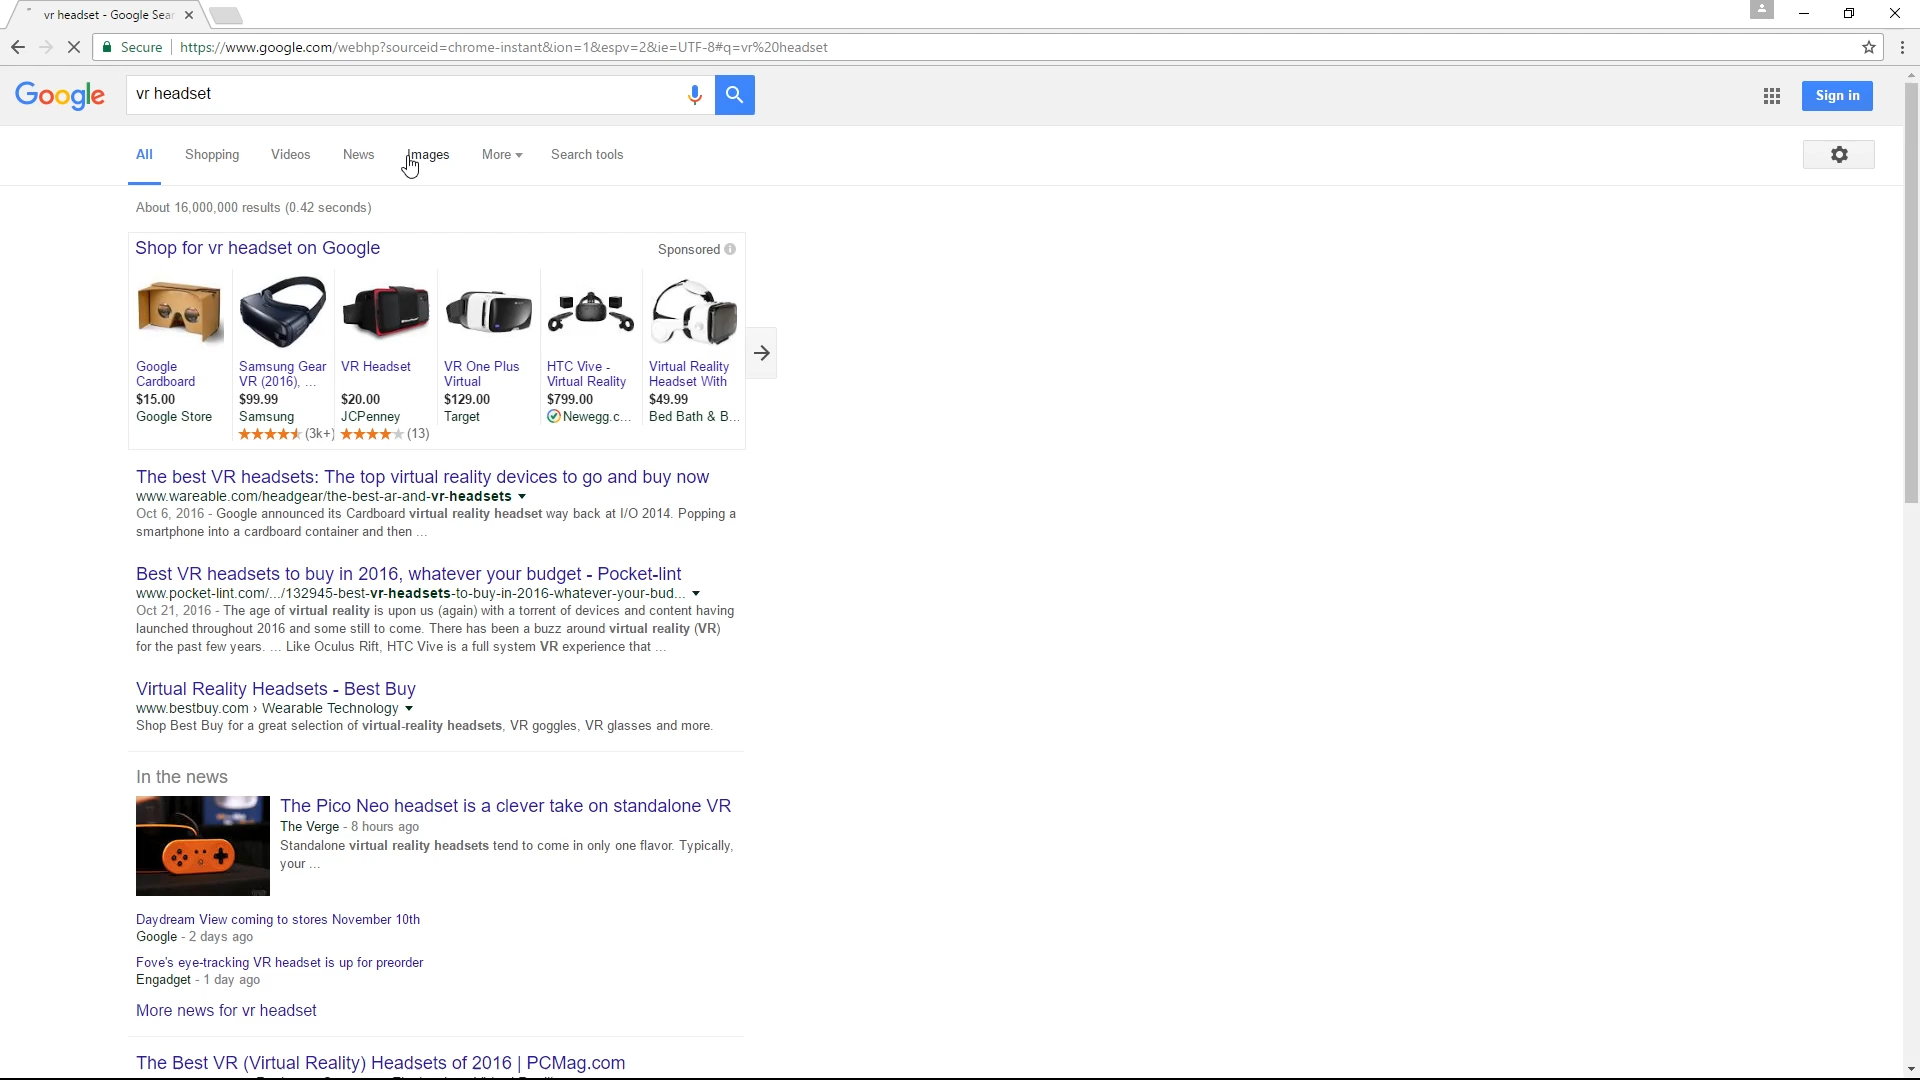 vr headset - Google Sear
Secure
https://www.google.com/webhp?sourceid=chrome-instant&ion=1&espv=2&ie=UTF-8#q=vr%20headset
Google
vr headset
Sign in
All Shopping Videos News Images More Search tools
About 16,000,000 results (0.42 seconds)
Shop for vr headset on Google
Sponsored
Google
Cardboard
$15.00
Google Store
Samsung Gear
VR (2016), ...
$99.99
Samsung
(3k+)
VR Headset
$20.00
JCPenney
(13)
VR One Plus
Virtual
$129.00
Target
HTC Vive -
Virtual Reality
$799.00
Newegg.c...
Virtual Reality
Headset With
$49.99
Bed Bath & B...
The best VR headsets: The top virtual reality devices to go and buy now
www.wareable.com/headgear/the-best-ar-and-vr-headsets
Oct 6, 2016 - Google announced its Cardboard virtual reality headset way back at I/O 2014. Popping a
smartphone into a cardboard container and then ...
Best VR headsets to buy in 2016, whatever your budget - Pocket-lint
www.pocket-lint.com/.../132945-best-vr-headsets-to-buy-in-2016-whatever-your-bud...
Oct 21, 2016 - The age of virtual reality is upon us (again) with a torrent of devices and content having
launched throughout 2016 and some still to come. There has been a buzz around virtual reality (VR)
for the past few years. ... Like Oculus Rift, HTC Vive is a full system VR experience that ...
Virtual Reality Headsets - Best Buy
www.bestbuy.com › Wearable Technology
Shop Best Buy for a great selection of virtual-reality headsets, VR goggles, VR glasses and more.
In the news
The Pico Neo headset is a clever take on standalone VR
The Verge - 8 hours ago
Standalone virtual reality headsets tend to come in only one flavor. Typically,
your ...
Daydream View coming to stores November 10th
Google - 2 days ago
Fove's eye-tracking VR headset is up for preorder
Engadget - 1 day ago
More news for vr headset
The Best VR (Virtual Reality) Headsets of 2016 | PCMag.com